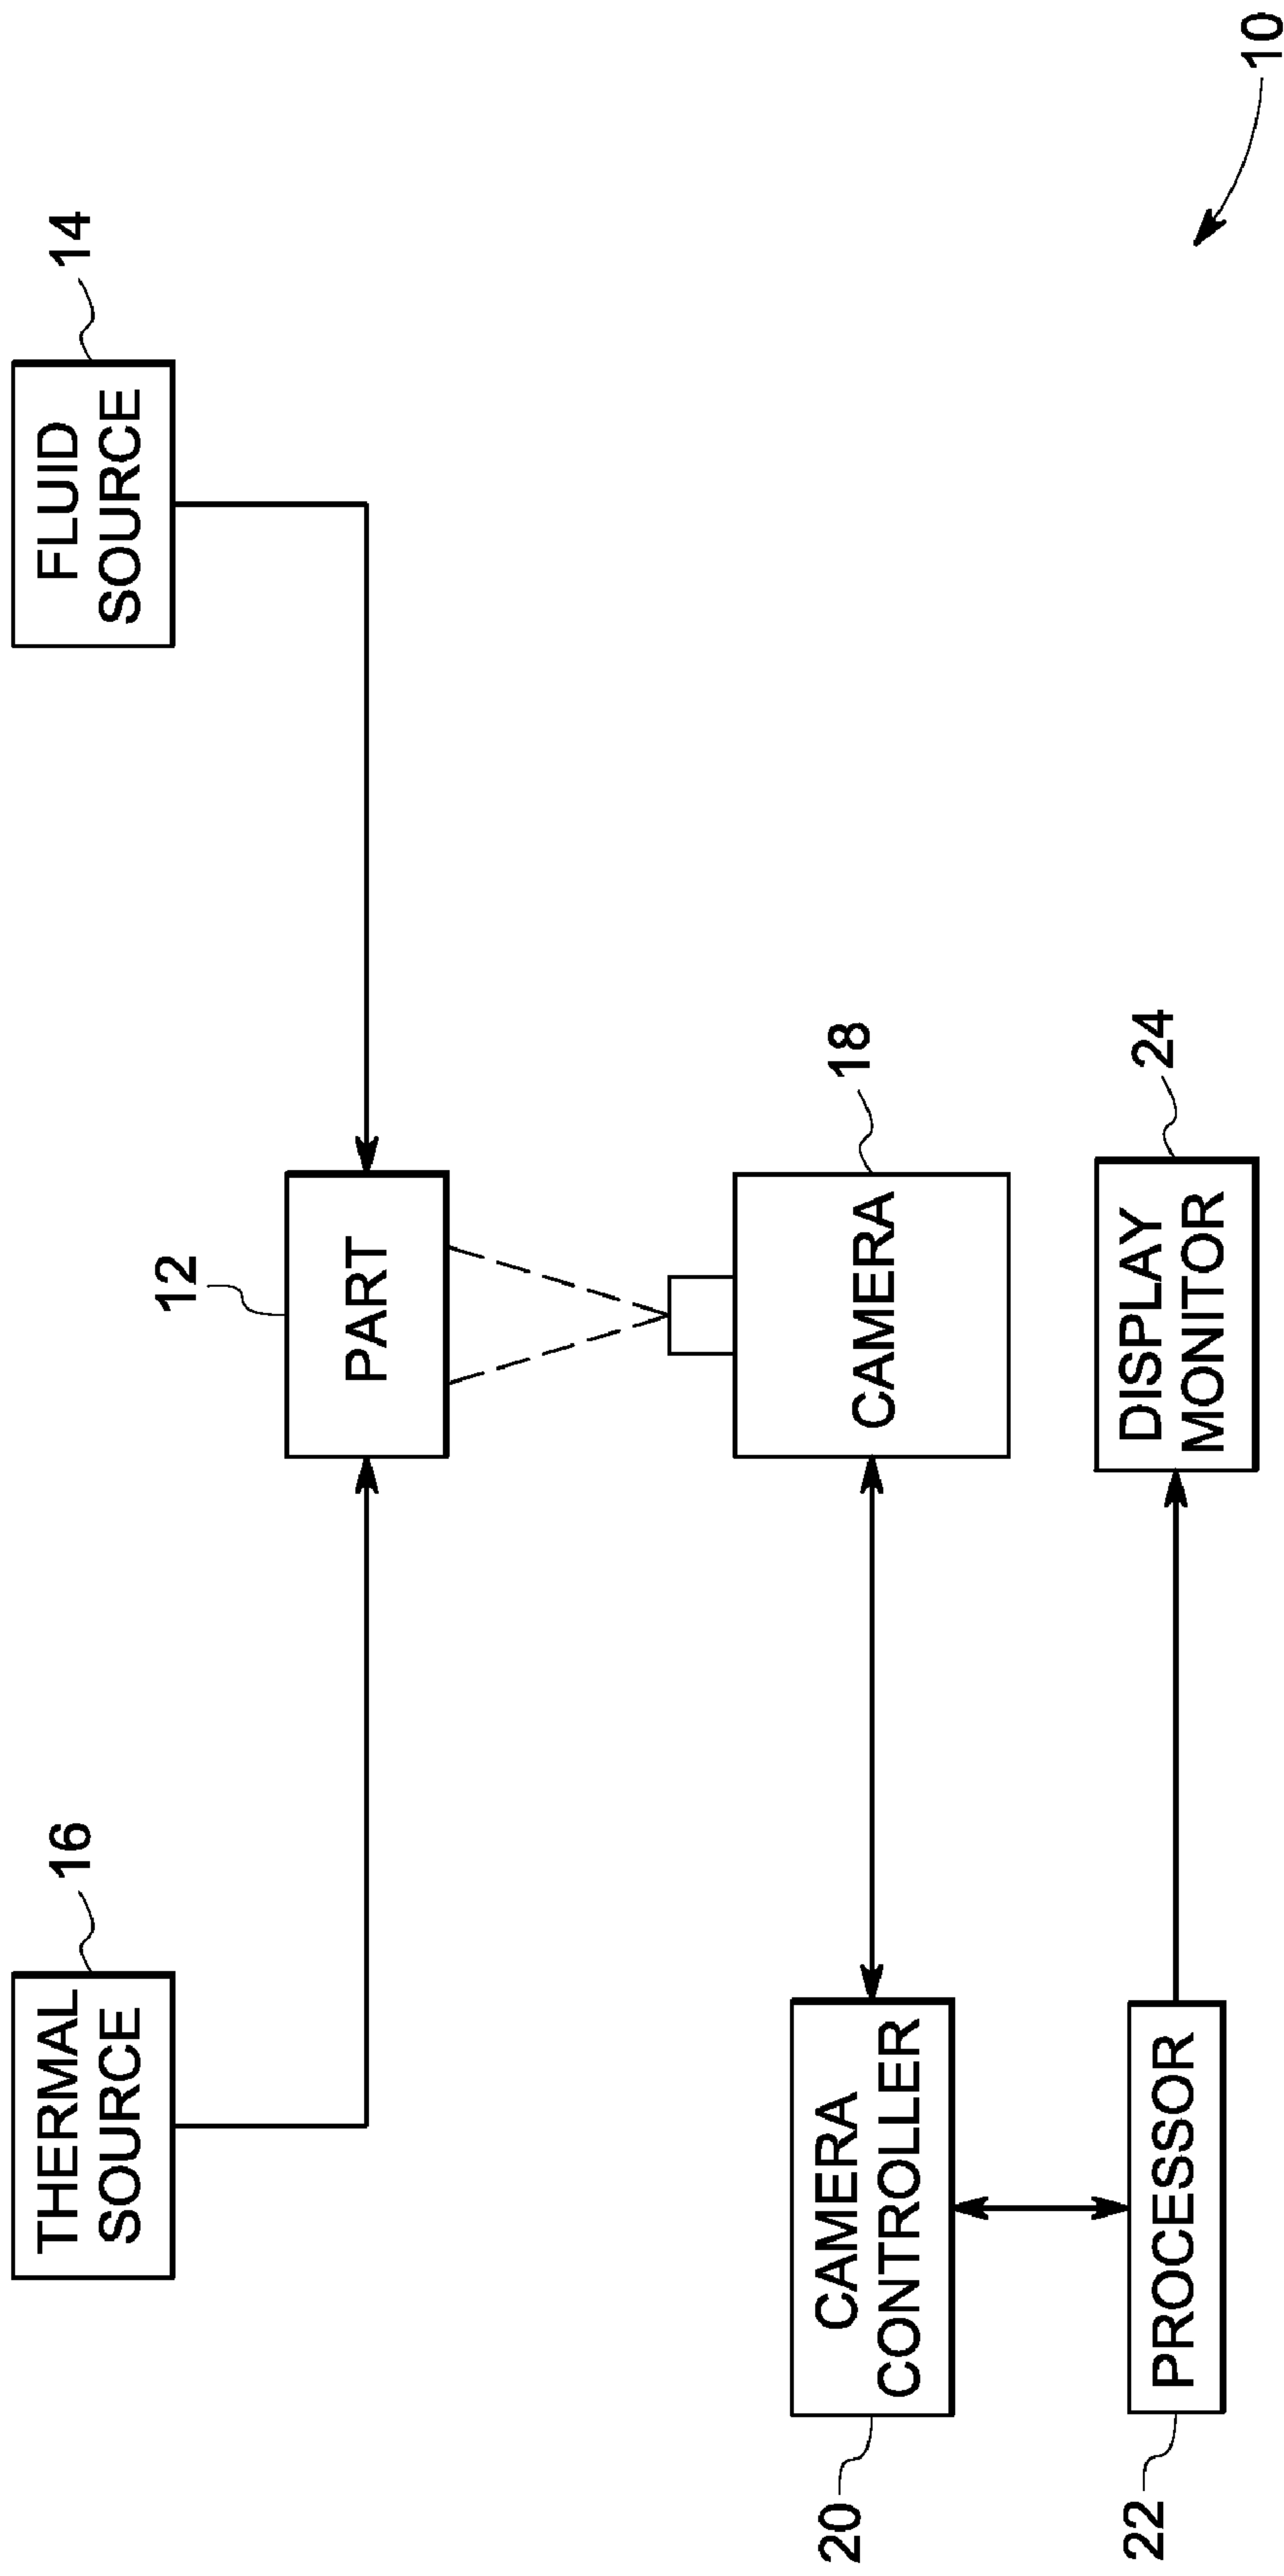 16
THERMAL
SOURCE
14
FLUID
SOURCE
12
PART
18
CAMERA
20
CAMERA
CONTROLLER
22
PROCESSOR
24
DISPLAY
MONITOR
10